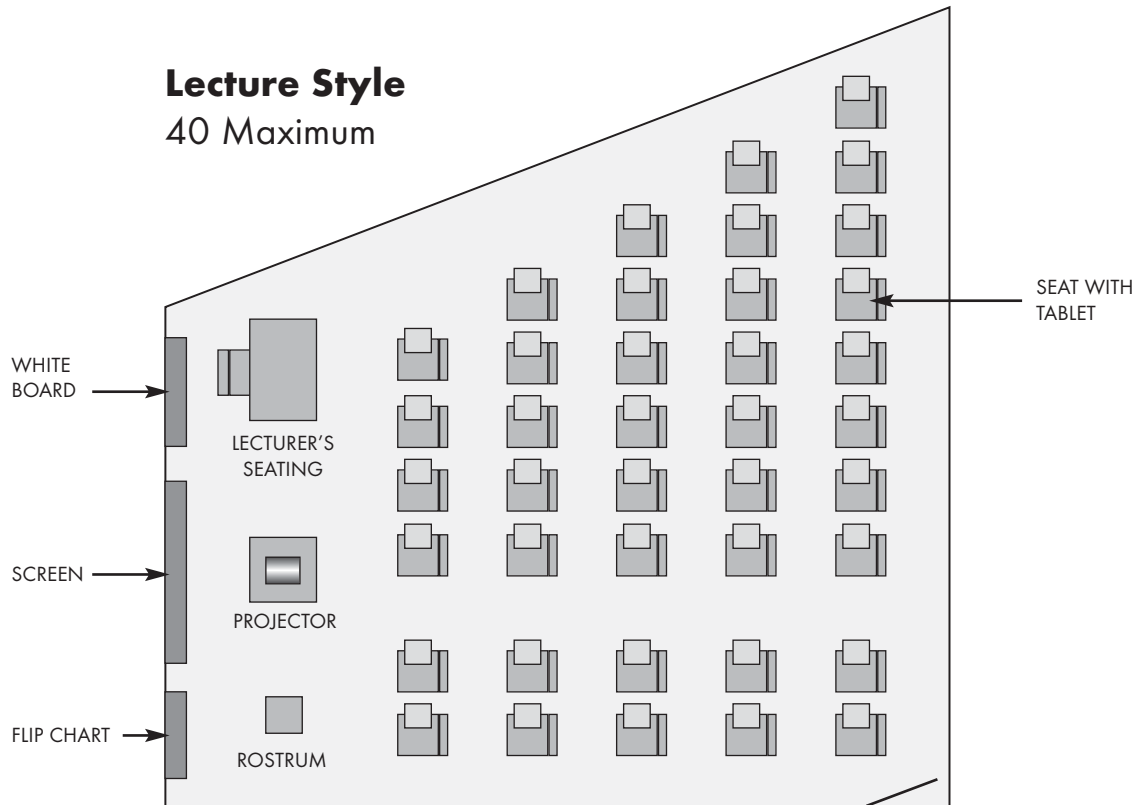 Lecture Style
40 Maximum
SEAT WITH
TABLET
WHITE
BOARD
LECTURER’S
SEATING
SCREEN
PROJECTOR
FLIP CHART
ROSTRUM